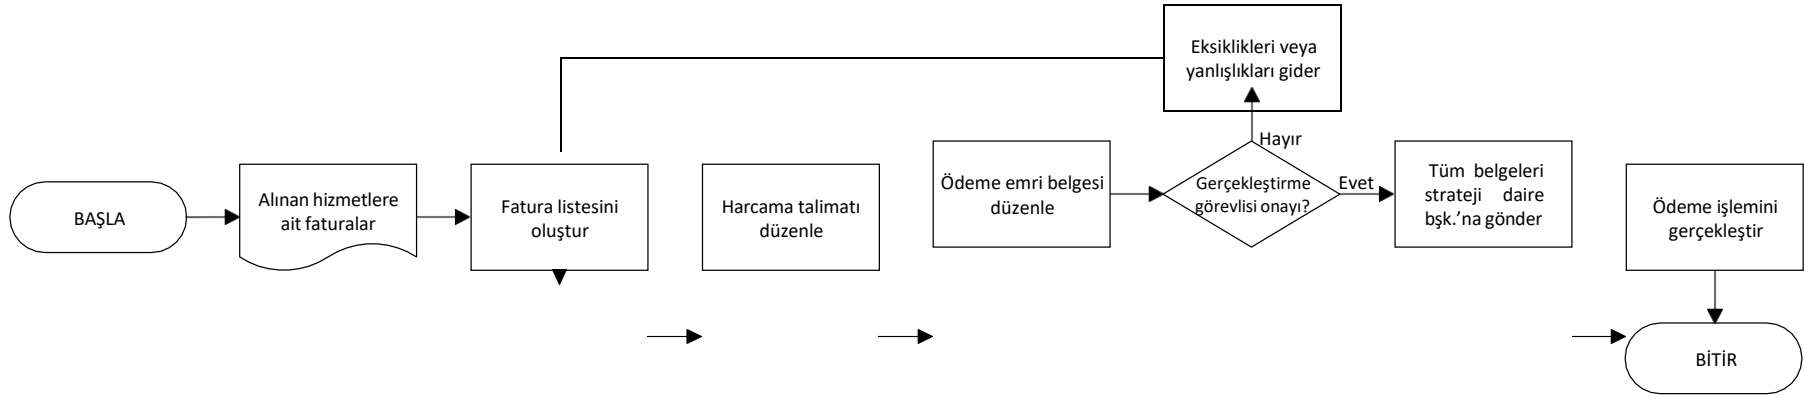 BAŞLA
Alınan hizmetlere
ait faturalar
Fatura listesini
oluştur
Harcama talimatı
düzenle
Ödeme emri belgesi
düzenle
Gerçekleştirme
görevlisi onayı?
Hayır
Eksiklikleri veya
yanlışlıkları gider
Evet
Tüm belgeleri
strateji daire
bşk.’na gönder
Ödeme işlemini
gerçekleştir
BİTİR